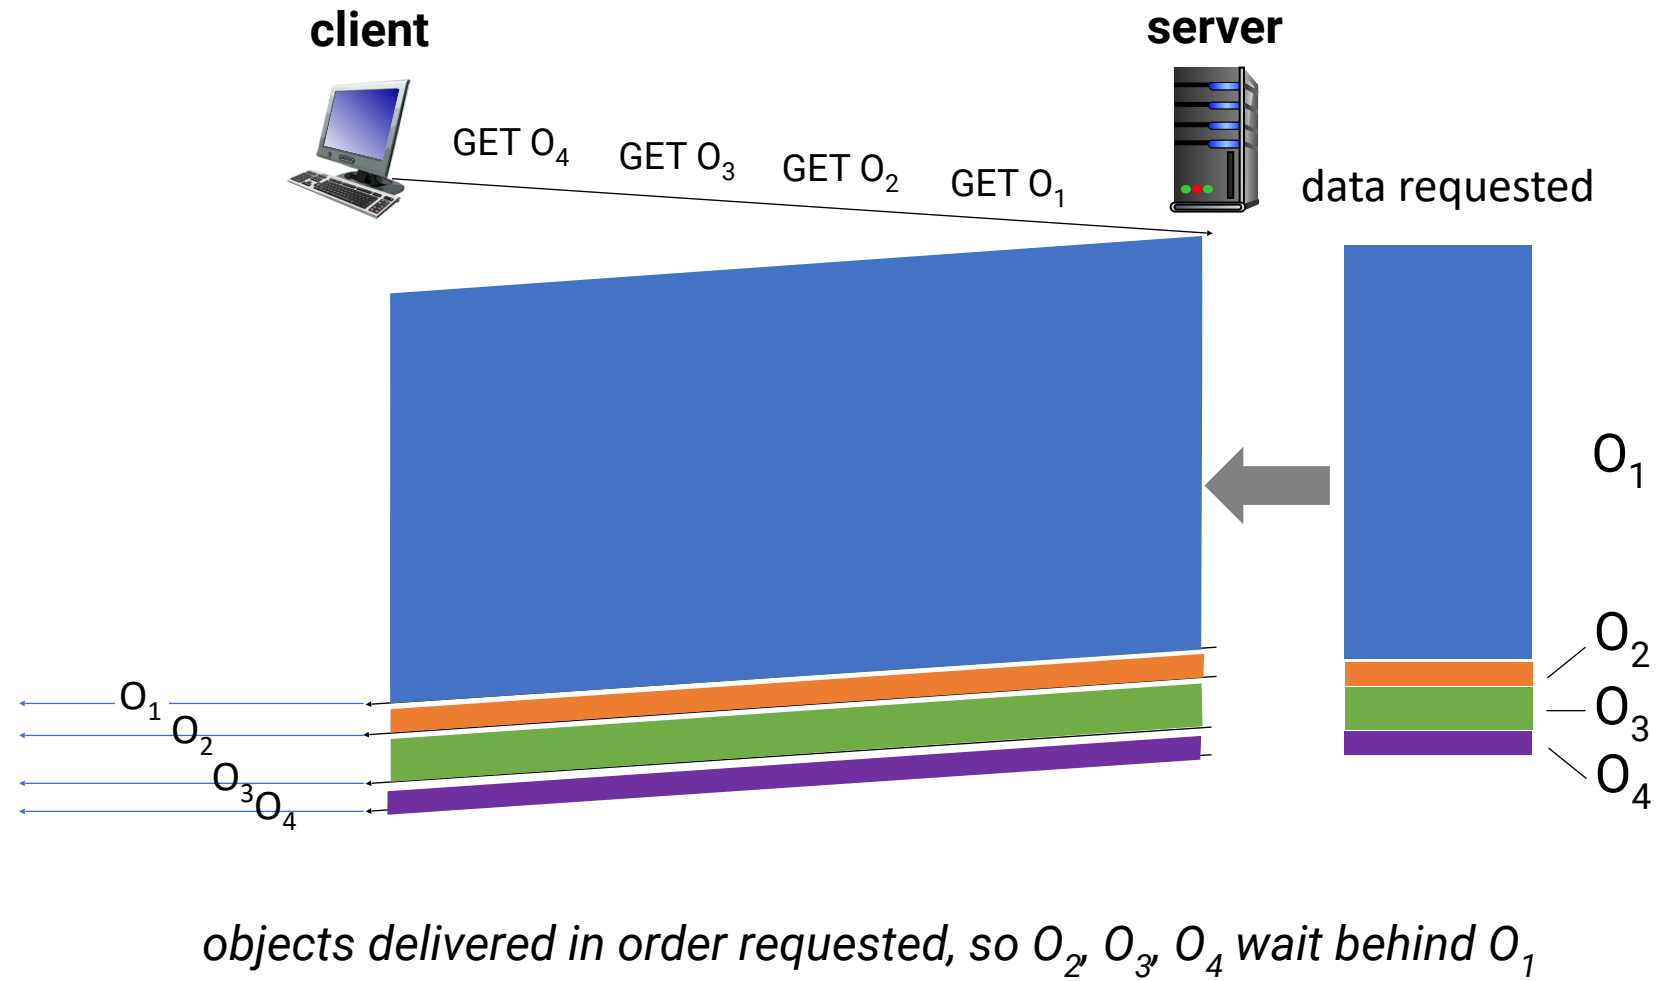 client
server
GET O4
GET O3
GET O2
GET O1
data requested
O1
O2
O3
O4
O1
O2
O3
O4
objects delivered in order requested, so O2, O3, O4 wait behind O1